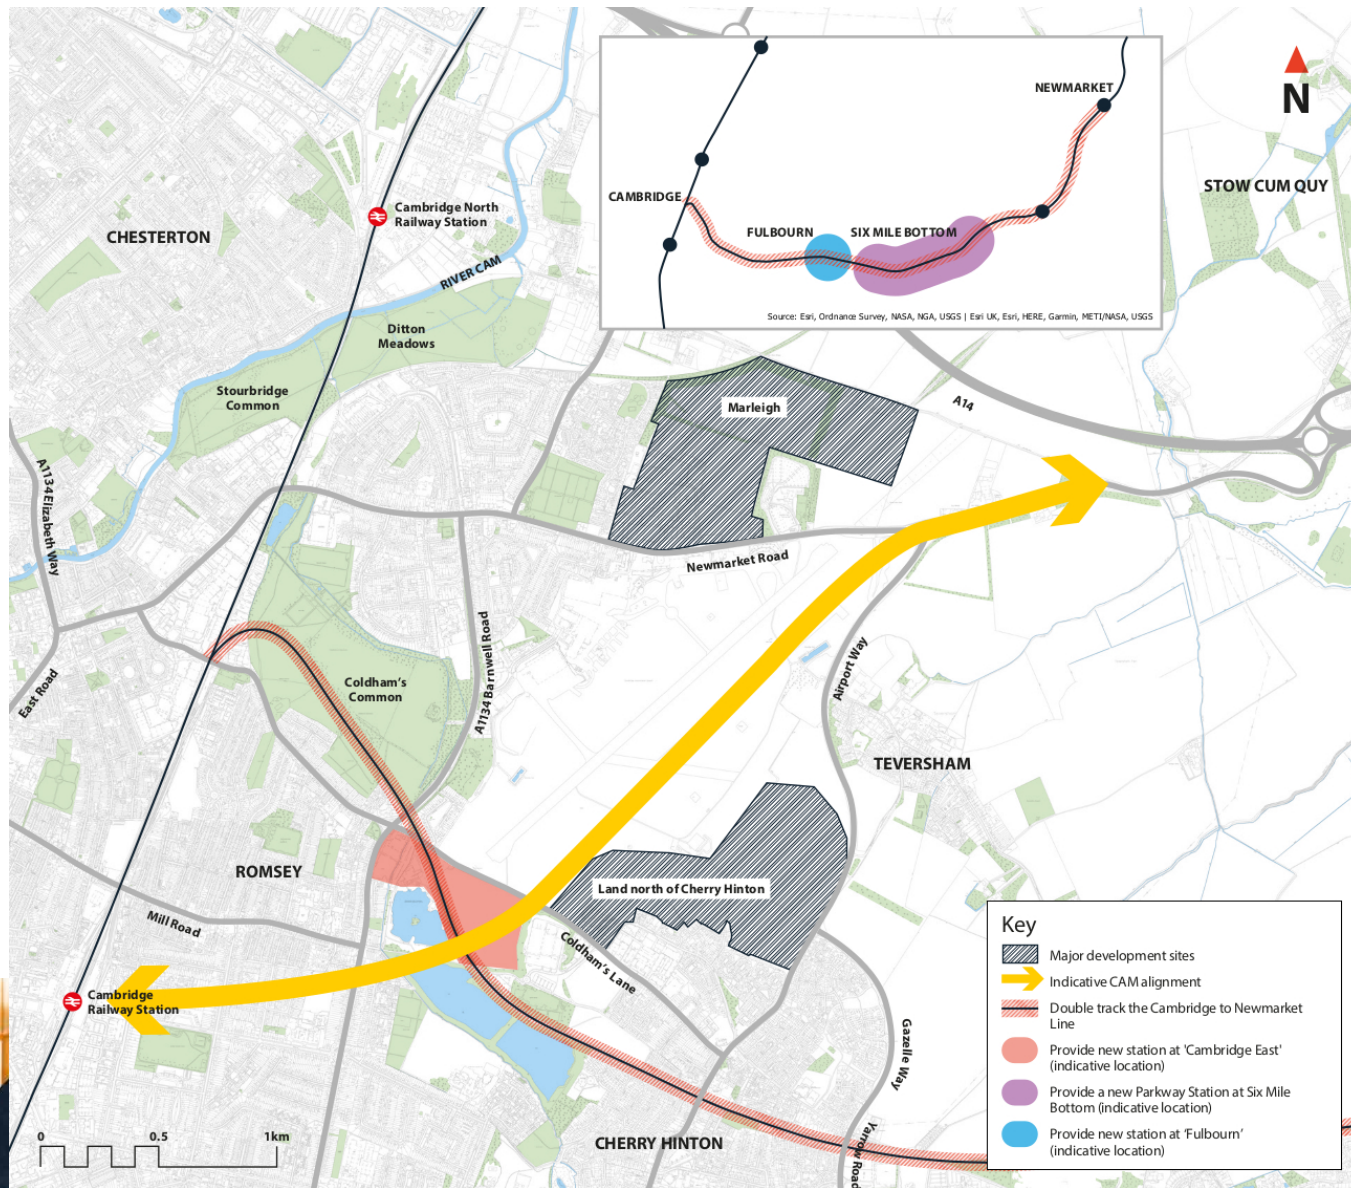 NEWMARKET
CAMBRIDGE
FULBOURN
SIX MILE BOTTOM
Source: Esri, Ordnance Survey, NASA, NGA, USGS | Esri UK, Esri, HERE, Garmin, METI/NASA, USGS
N
STOW CUM QUY
Cambridge North
Railway Station
CHESTERTON
RIVER CAM
Ditton
Meadows
Stourbridge
Common
Marleigh
A14
A1134 Elizabeth Way
Newmarket Road
A1134 Barnwell Road
Airport Way
East Road
Coldham's
Common
TEVERSHAM
ROMSEY
Land north of Cherry Hinton
Mill Road
Coldham's Lane
Cambridge
Railway Station
Gazelle Way
Yarrow Road
CHERRY HINTON
0 0.5 1km
Key
Major development sites
Indicative CAM alignment
Double track the Cambridge to Newmarket
Line
Provide new station at 'Cambridge East'
(indicative location)
Provide a new Parkway Station at Six Mile
Bottom (indicative location)
Provide new station at ‘Fulbourn’
(indicative location)